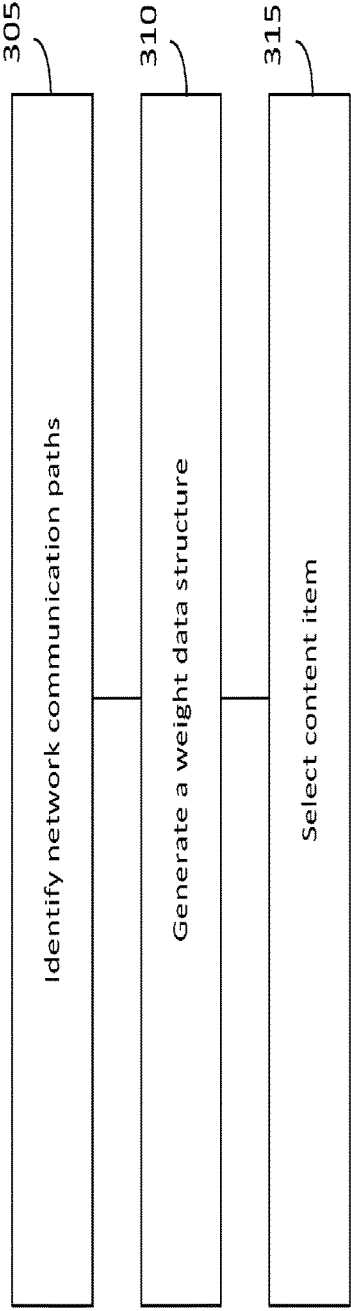 305
Identify network communication paths
310
Generate a weight data structure
315
Select content item